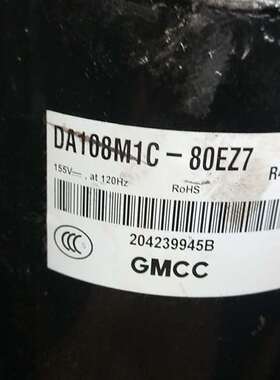 DA108M1C-80EZ7
155V⎓, at 120Hz RoHS R
204239945B
GMCC